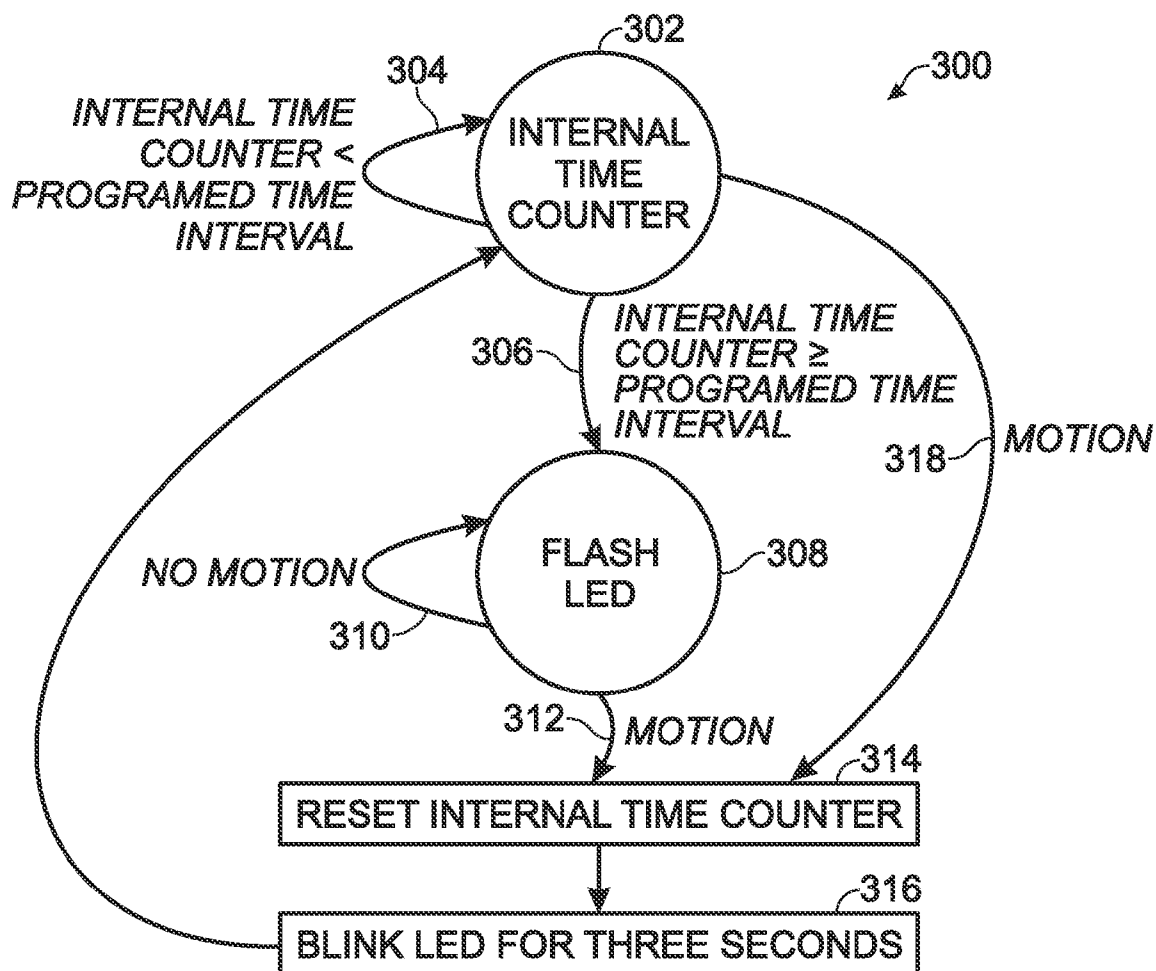 302
300
304
INTERNAL TIME
COUNTER <
PROGRAMED TIME
INTERVAL
INTERNAL
TIME
COUNTER
306
INTERNAL TIME
COUNTER ≥
PROGRAMED TIME
INTERVAL
318
MOTION
NO MOTION
310
FLASH
LED
308
312
MOTION
314
RESET INTERNAL TIME COUNTER
316
BLINK LED FOR THREE SECONDS